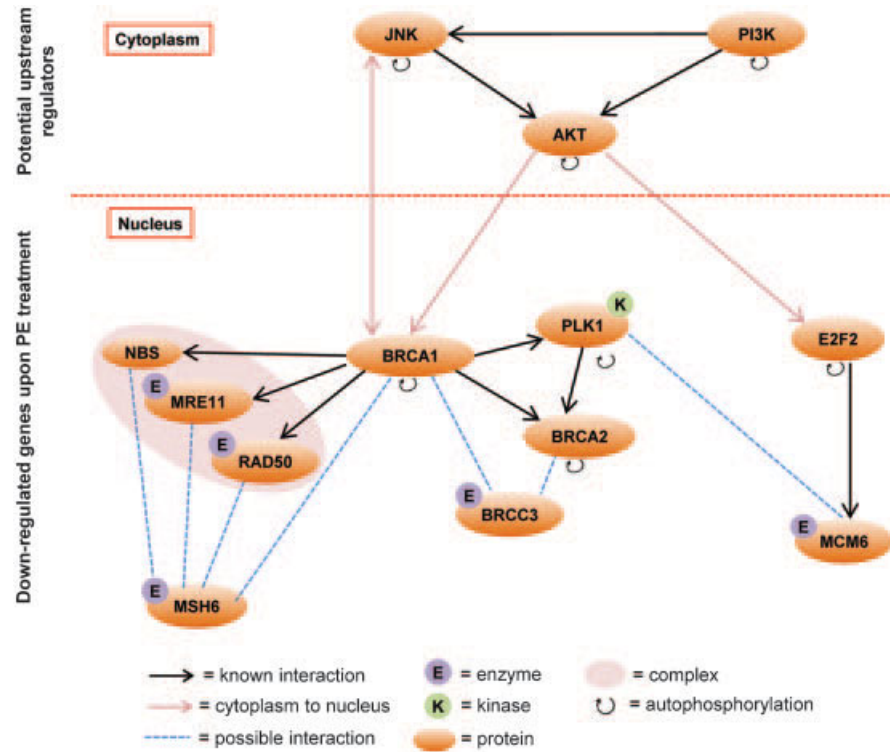 Potential upstream
regulators
Cytoplasm
JNK
PI3K
AKT
Down-regulated genes upon PE treatment
Nucleus
PLK1
K
NBS
BRCA1
E2F2
E
MRE11
E
RAD50
BRCA2
E
BRCC3
E
MCM6
E
MSH6
= known interaction
E
= enzyme
= complex
= cytoplasm to nucleus
K
= kinase
= autophosphorylation
= possible interaction
= protein